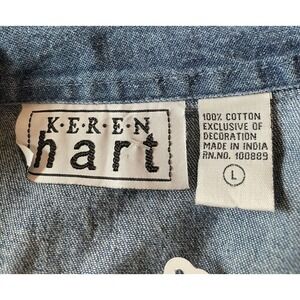 K·E·R·E·N
hart
100% COTTON
EXCLUSIVE OF
DECORATION
MADE IN INDIA
RN.NO. 100889
L